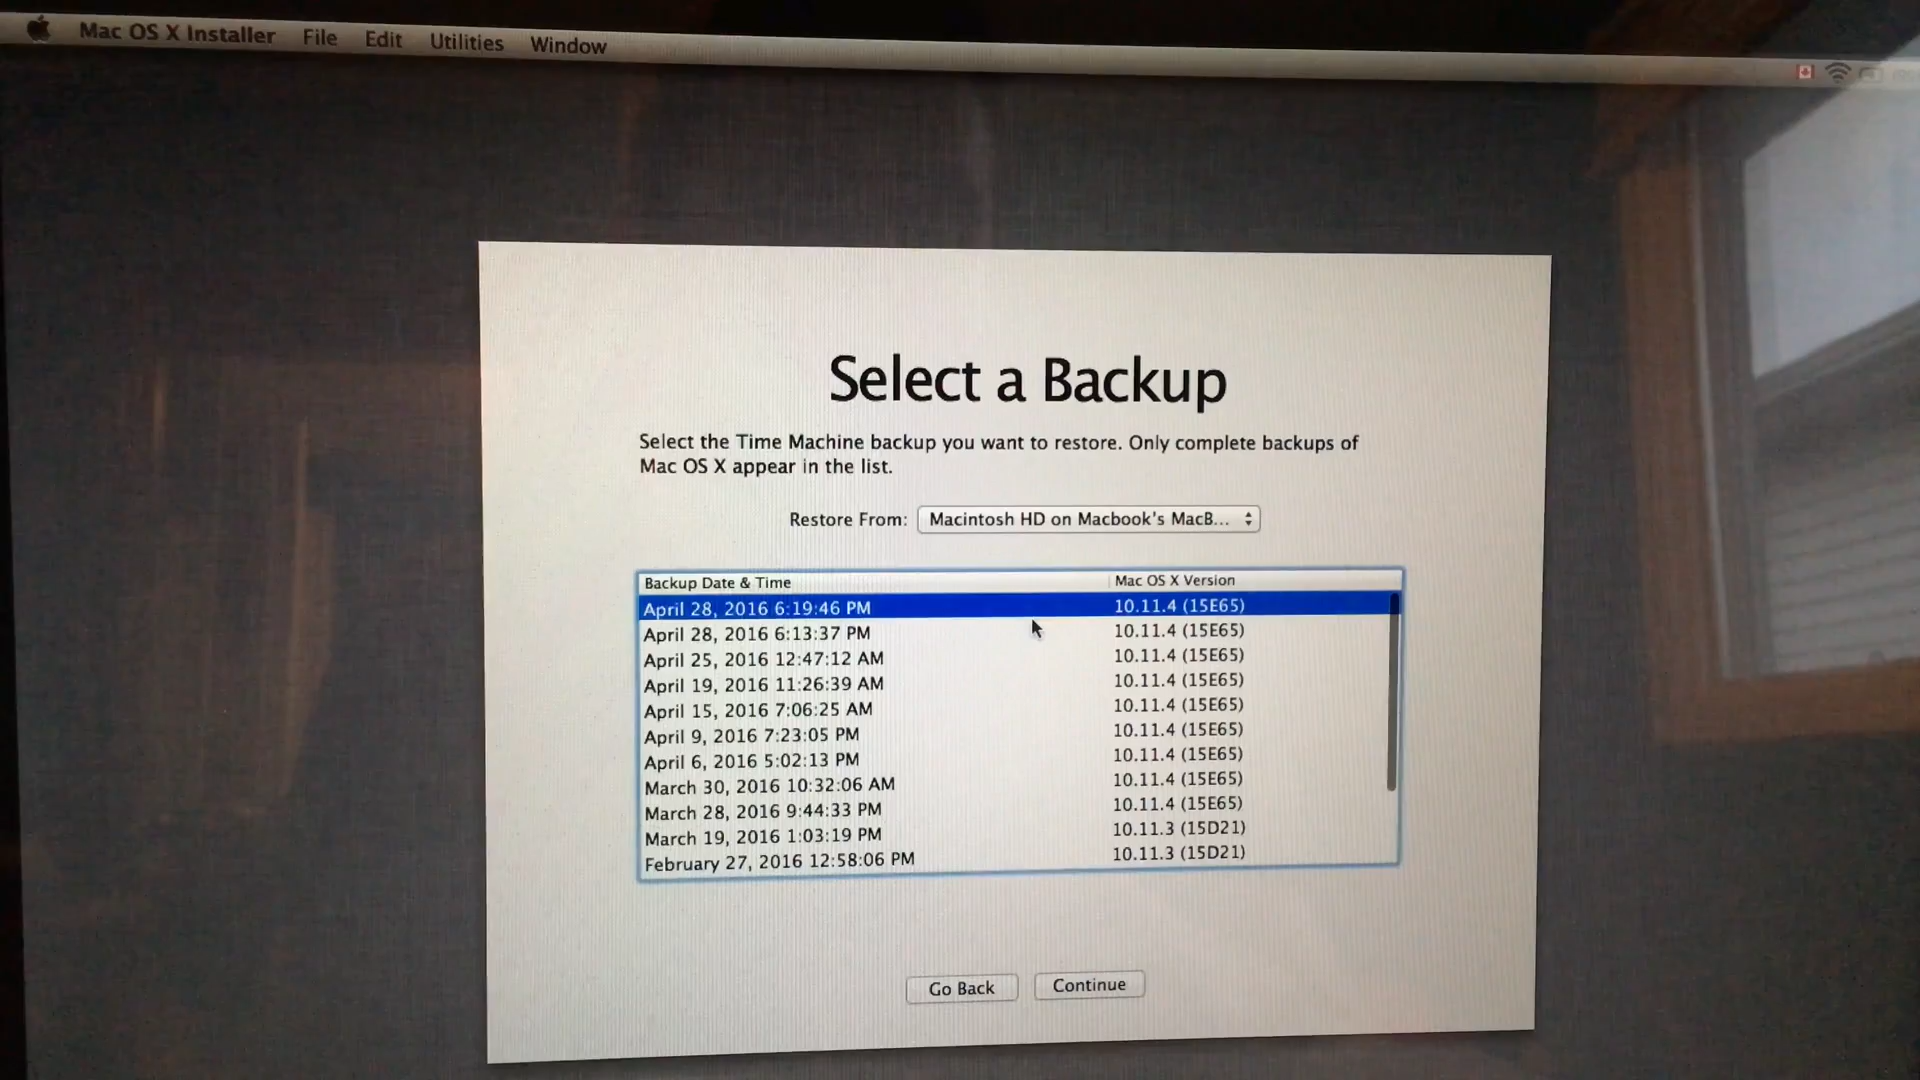 Mac OS X Installer File Edit Utilities Window
Select a Backup
Select the Time Machine backup you want to restore. Only complete backups of
Mac OS X appear in the list.
Restore From: Macintosh HD on Macbook's MacB...
Backup Date & Time Mac OS X Version
April 28, 2016 6:19:46 PM 10.11.4 (15E65)
April 28, 2016 6:13:37 PM 10.11.4 (15E65)
April 25, 2016 12:47:12 AM 10.11.4 (15E65)
April 19, 2016 11:26:39 AM 10.11.4 (15E65)
April 15, 2016 7:06:25 AM 10.11.4 (15E65)
April 9, 2016 7:23:05 PM 10.11.4 (15E65)
April 6, 2016 5:02:13 PM 10.11.4 (15E65)
March 30, 2016 10:32:06 AM 10.11.4 (15E65)
March 28, 2016 9:44:33 PM 10.11.4 (15E65)
March 19, 2016 1:03:19 PM 10.11.3 (15D21)
February 27, 2016 12:58:06 PM 10.11.3 (15D21)
Go Back Continue